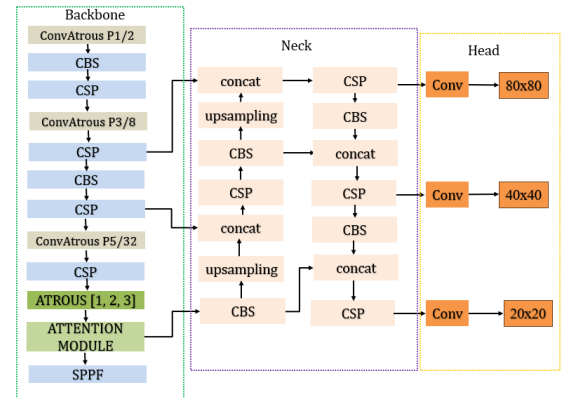 Backbone
ConvAtrous P1/2
CBS
CSP
ConvAtrous P3/8
CSP
CBS
CSP
ConvAtrous P5/32
CSP
ATROUS [1, 2, 3]
ATTENTION
MODULE
SPPF
Neck
concat
upsampling
CBS
CSP
concat
upsampling
CBS
CSP
CBS
concat
CSP
CBS
concat
CSP
Head
Conv
80x80
Conv
40x40
Conv
20x20